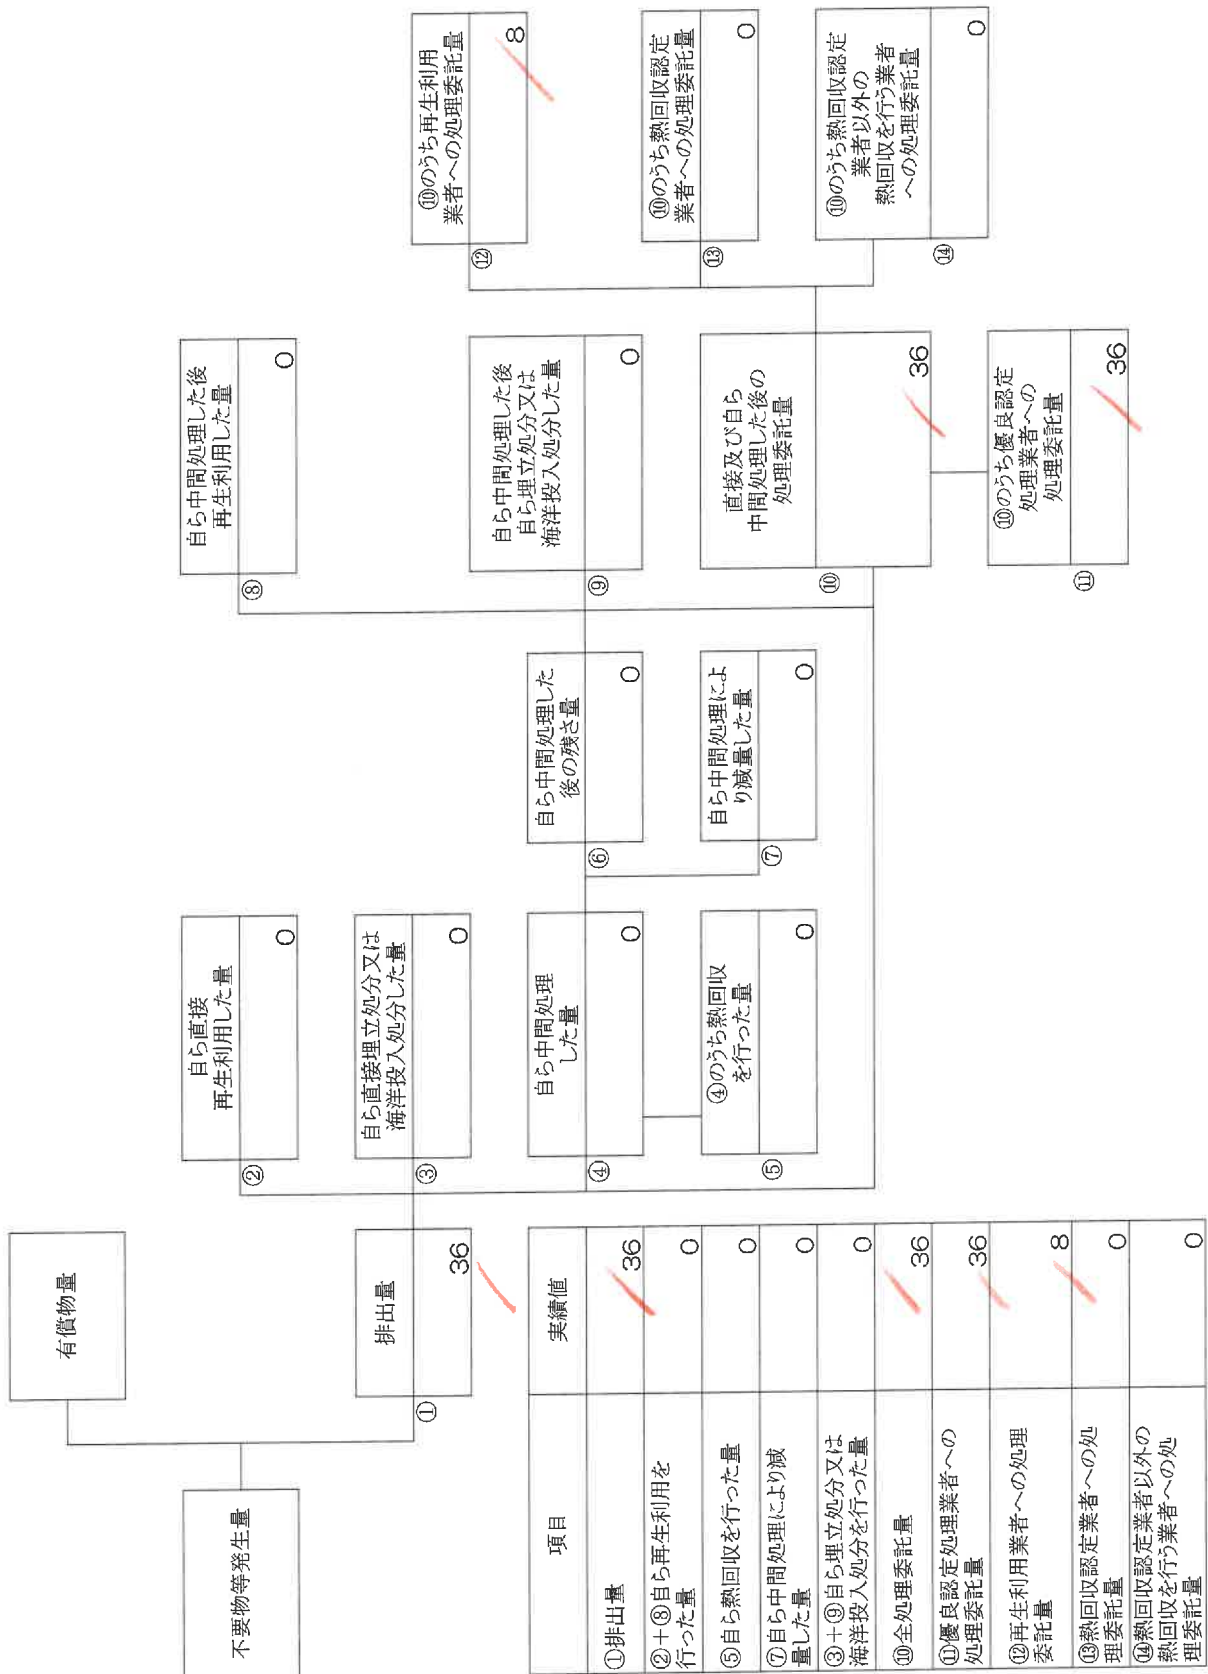 不要物等発生量
有償物量
①
排出量
36
②
自ら直接
再生利用した量
0
③
自ら直接埋立処分又は
海洋投入処分した量
0
④
自ら中間処理
した量
0
⑤
④のうち熱回収
を行った量
0
⑥
自ら中間処理した
後の残さ量
0
⑦
自ら中間処理によ
り減量した量
0
⑧
自ら中間処理した後
再生利用した量
0
⑨
自ら中間処理した後
自ら埋立処分又は
海洋投入処分した量
0
⑩
直接及び自ら
中間処理した後の
処理委託量
36
⑪
⑩のうち優良認定
処理業者への
処理委託量
36
⑫
⑩のうち再生利用
業者への処理委託量
8
⑬
⑩のうち熱回収認定
業者への処理委託量
0
⑭
⑩のうち熱回収認定
業者以外の
熱回収を行う業者
への処理委託量
0
項目 実績値
①排出量 36
②+⑧自ら再生利用を
行った量 0
⑤自ら熱回収を行った量 0
⑦自ら中間処理により減
量した量 0
③+⑨自ら埋立処分又は
海洋投入処分を行った量 0
⑩全処理委託量 36
⑪優良認定処理業者への
処理委託量 36
⑫再生利用業者への処理
委託量 8
⑬熱回収認定業者への処
理委託量 0
⑭熱回収認定業者以外の
熱回収を行う業者への処
理委託量 0